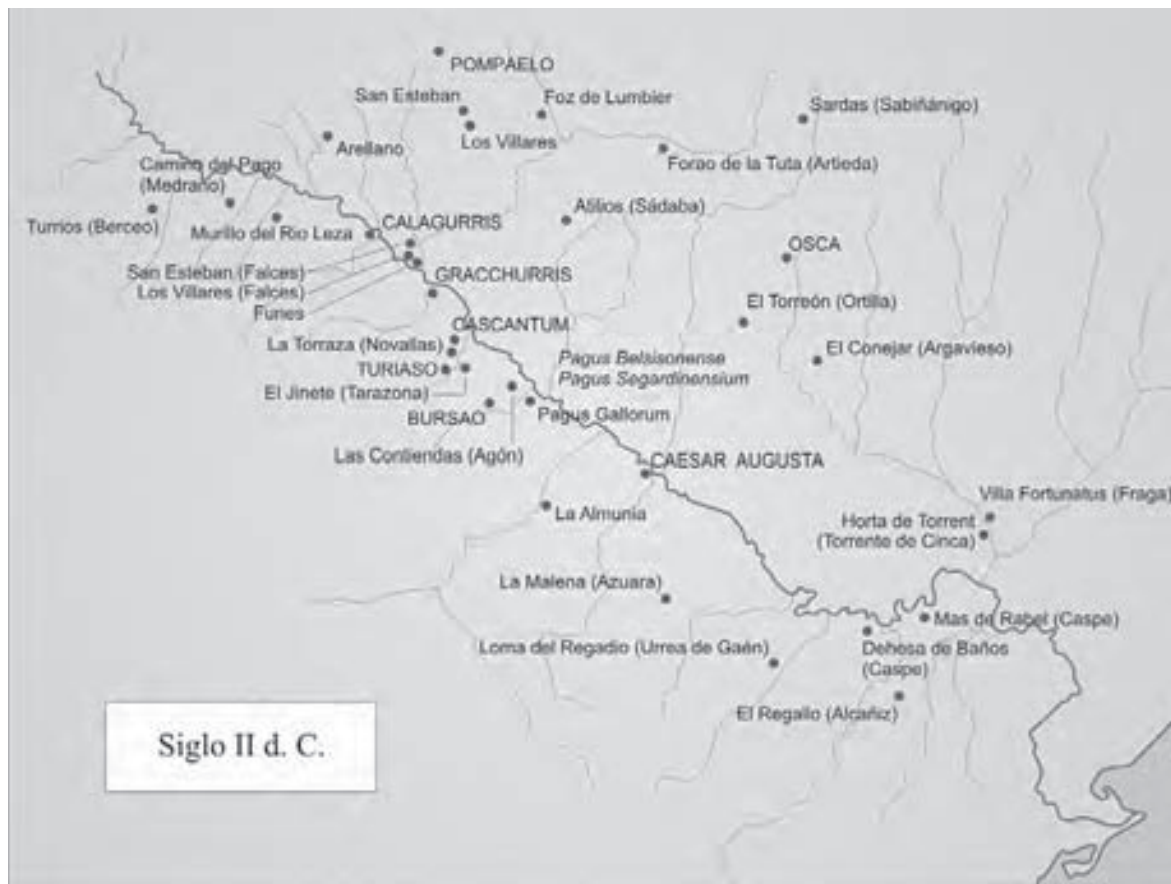 POMPAELO
San Esteban
Foz de Lumbier
Sardas (Sabiñánigo)
Los Villares
Arellano
Forao de la Tuta (Artieda)
Camino del Pago
(Medrano)
Atilios (Sádaba)
Turrios (Berceo)
Murillo del Rio Leza
CALAGURRIS
OSCA
San Esteban (Falces)
Los Villares (Falces)
GRACCHURRIS
Funes
El Torreón (Ortilla)
CASCANTUM
La Torraza (Novallas)
El Conejar (Argavieso)
Pagus Belsisonense
TURIASO
Pagus Segardinensium
El Jinete (Tarazona)
BURSAO
Pagus Gallorum
Las Contiendas (Agón)
CAESAR AUGUSTA
Villa Fortunatus (Fraga)
La Almunia
Horta de Torrent
(Torrente de Cinca)
La Malena (Azuara)
Mas de Rabel (Caspe)
Loma del Regadio (Urrea de Gaén)
Dehesa de Baños
(Caspe)
El Regallo (Alcañiz)
Siglo II d. C.